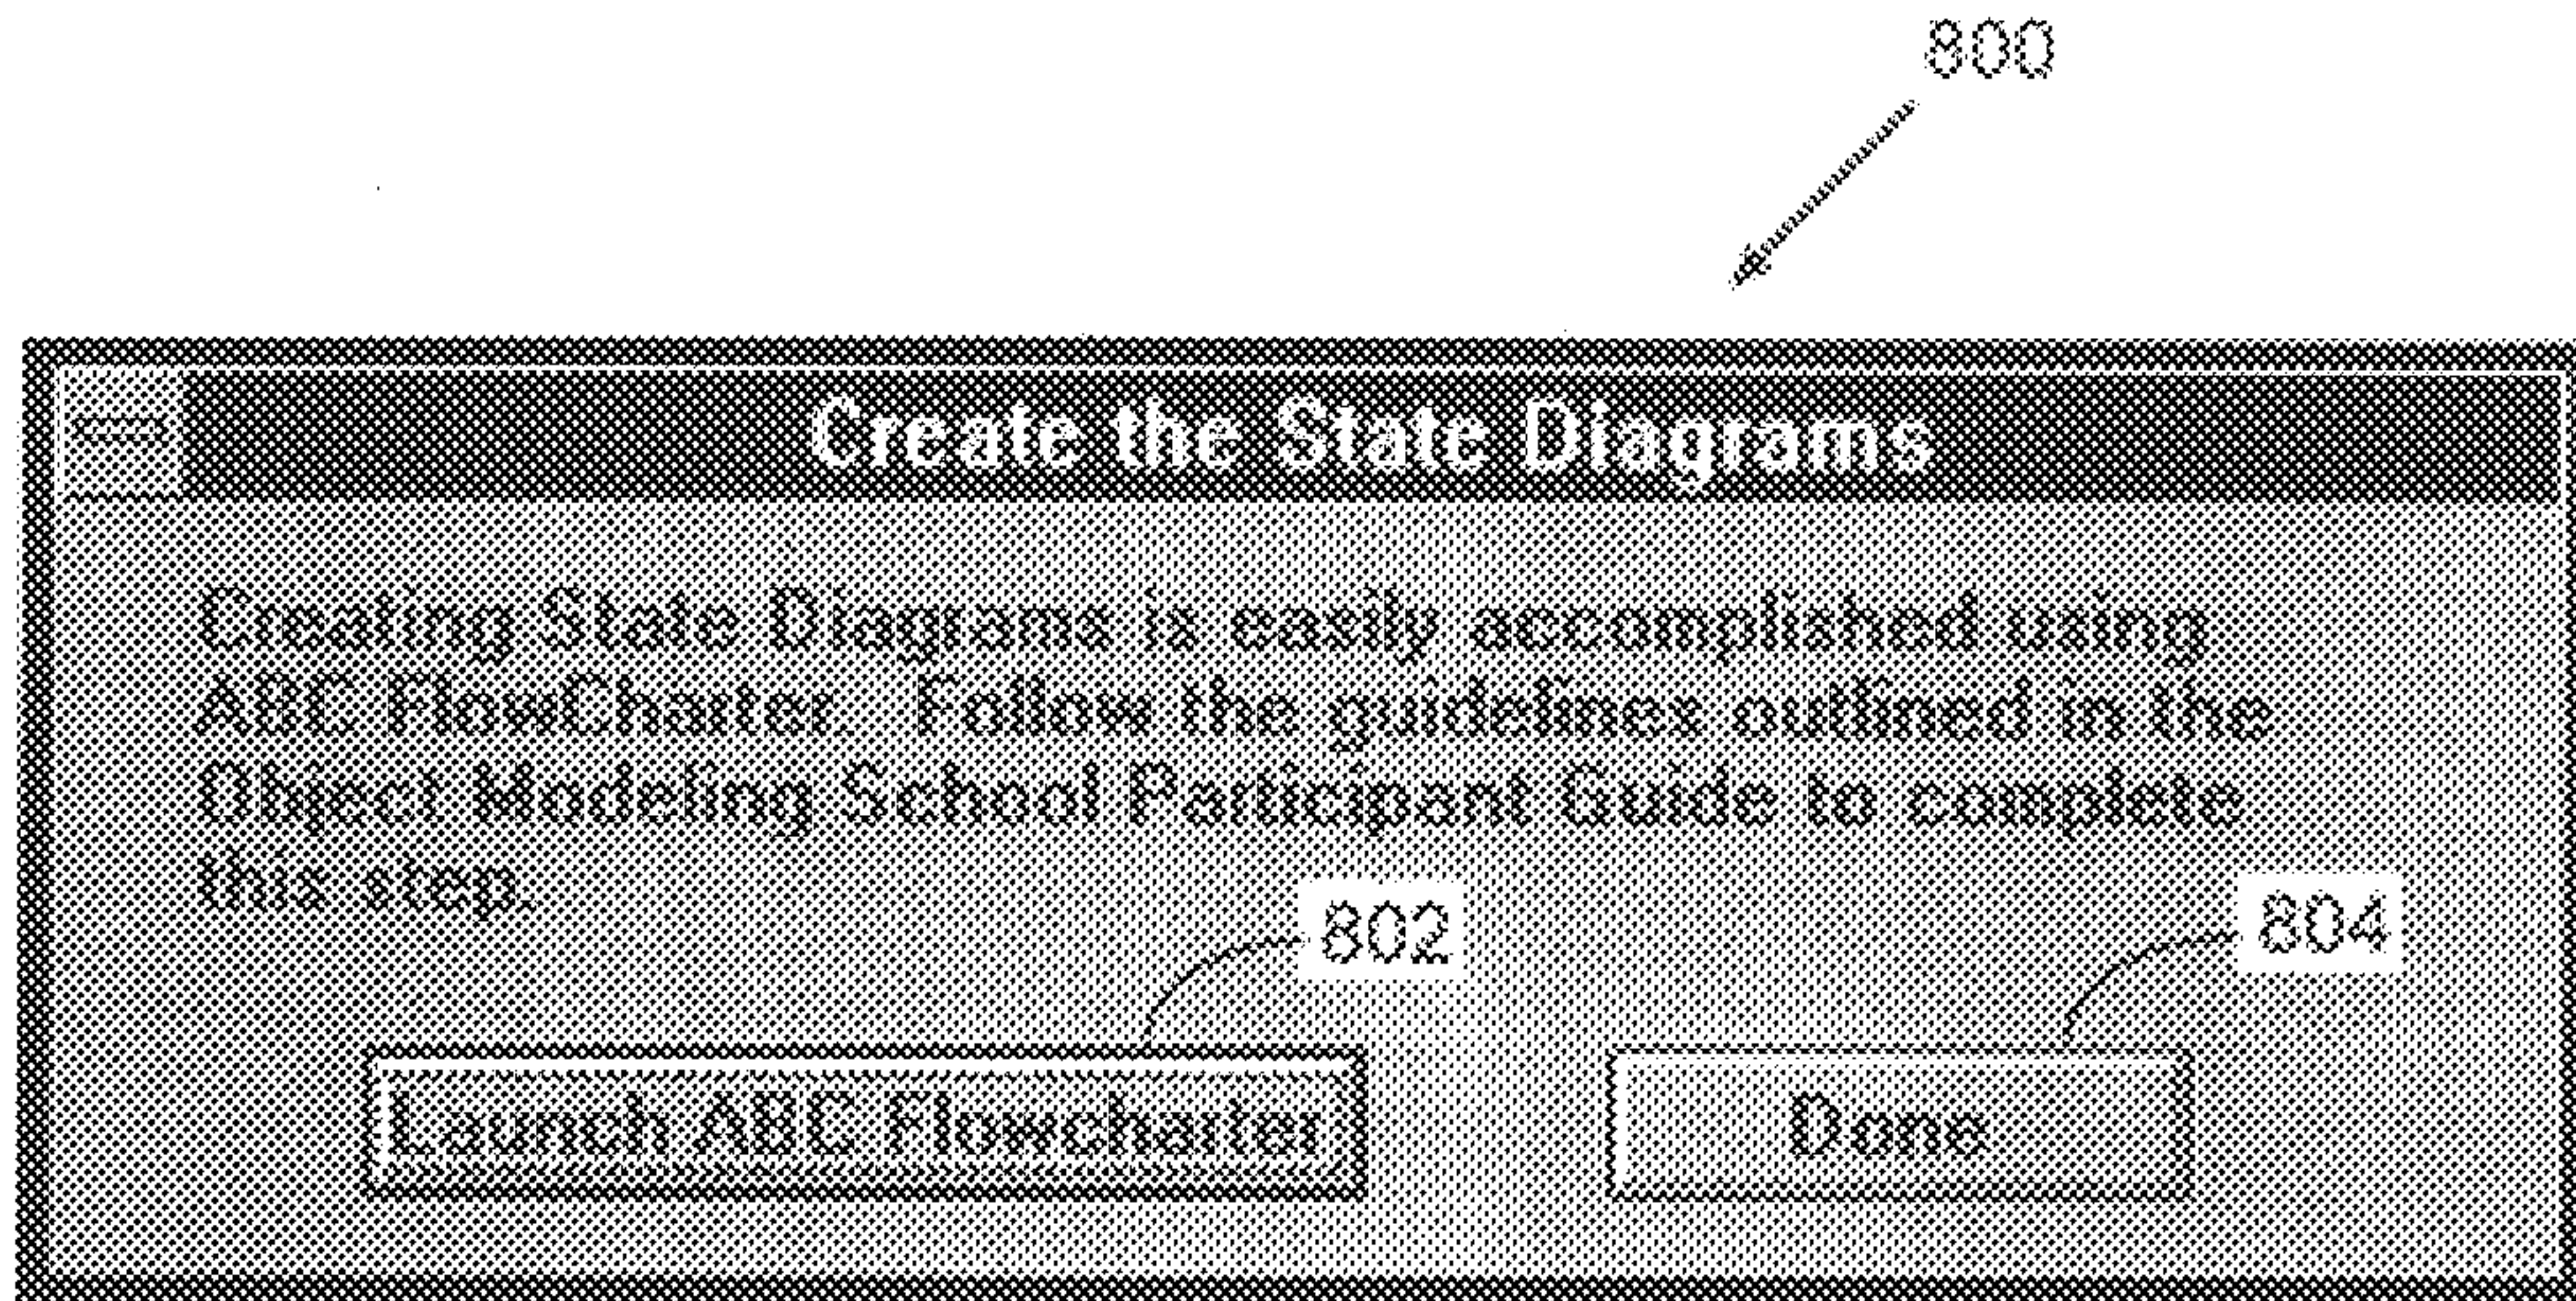 800
Create the State Diagrams
Creating State Diagrams is easily accomplished using
ABC FlowCharter. Follow the guidelines outlined in the
Object Modeling School Participant Guide to complete
this step.
802
804
Launch ABC Flowcharter
Done